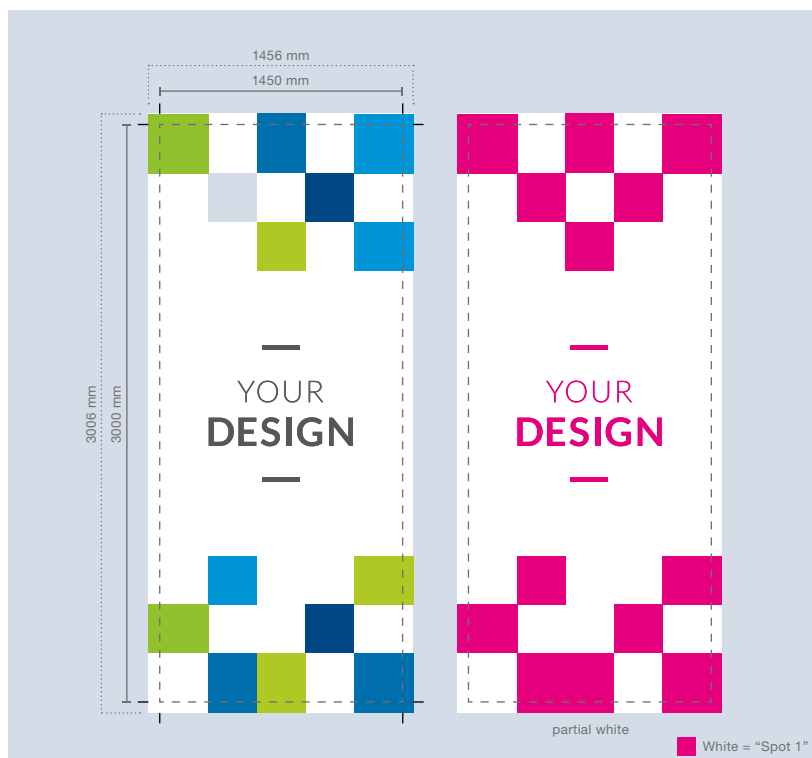 1456 mm
1450 mm
3006 mm
3000 mm
YOUR
DESIGN
YOUR
DESIGN
partial white
White = “Spot 1”